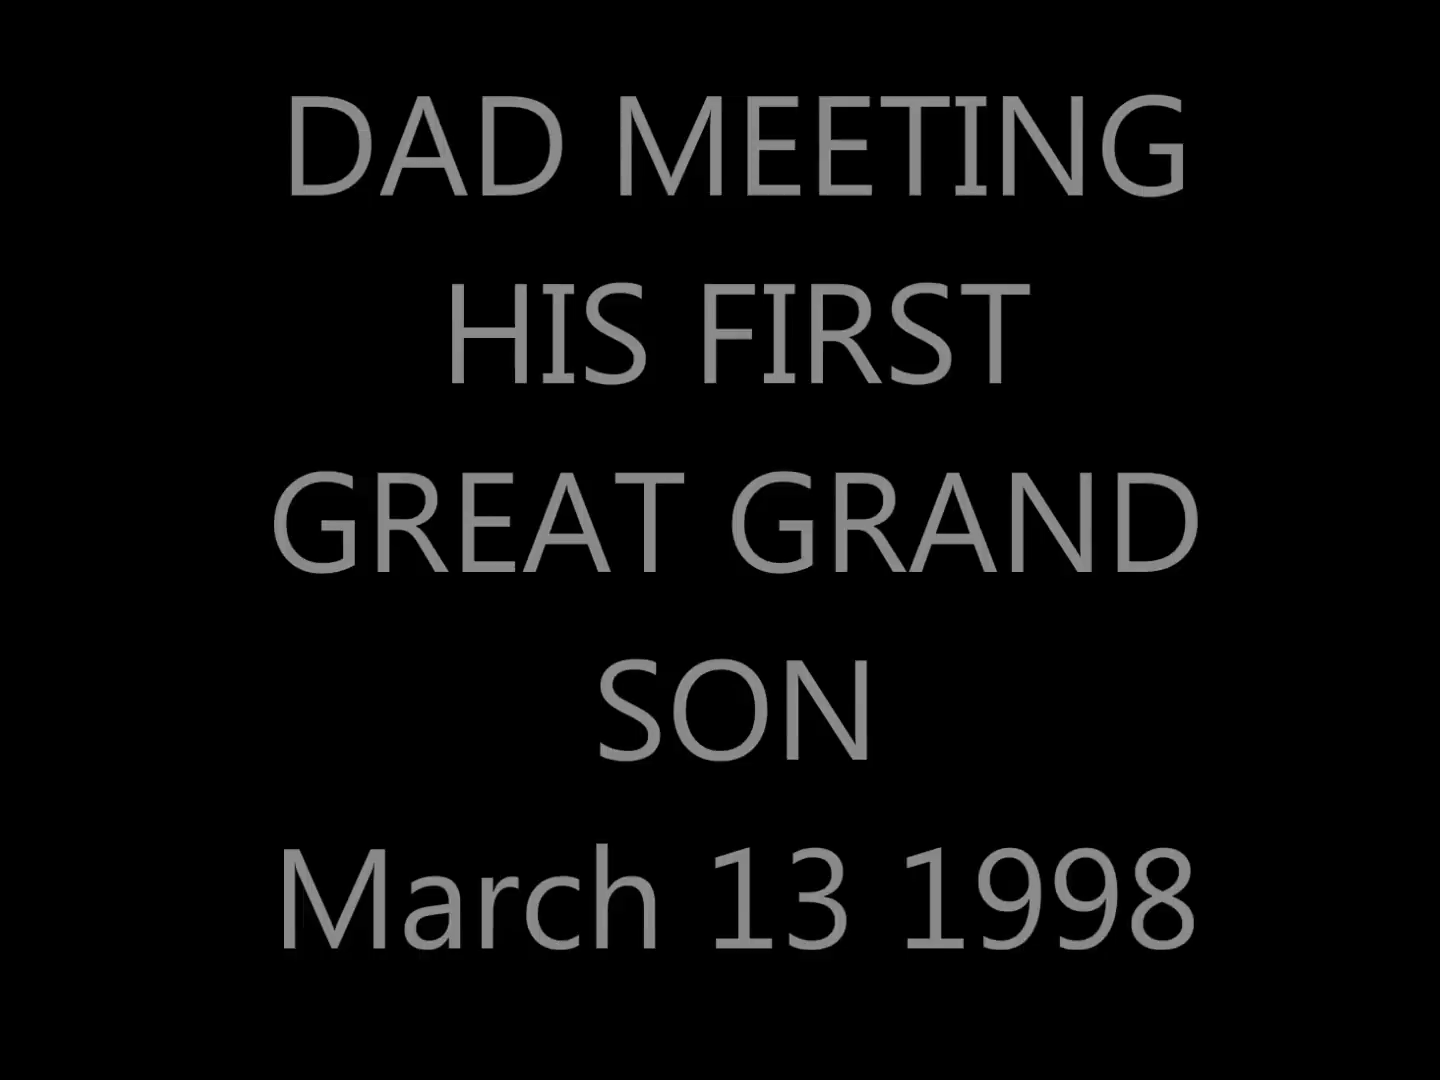 DAD MEETING
HIS FIRST
GREAT GRAND
SON
March 13 1998